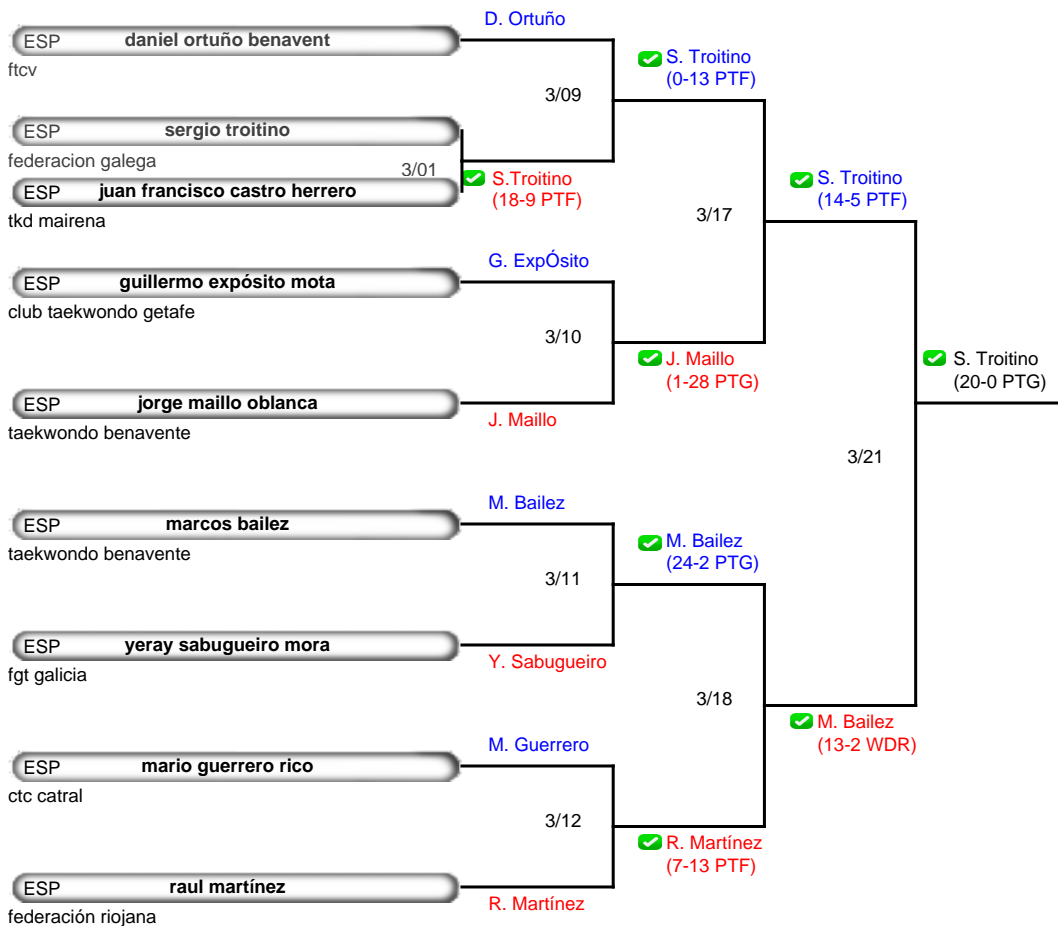 D. Ortuño
ESP daniel ortuño benavent
ftcv
S. Troitino
(0-13 PTF)
3/09
ESP sergio troitino
federacion galega
3/01
S.Troitino
(18-9 PTF)
ESP juan francisco castro herrero
tkd mairena
S. Troitino
(14-5 PTF)
3/17
G. ExpÓsito
ESP guillermo expósito mota
club taekwondo getafe
3/10
J. Maillo
(1-28 PTG)
S. Troitino
(20-0 PTG)
ESP jorge maillo oblanca
taekwondo benavente
J. Maillo
3/21
M. Bailez
ESP marcos bailez
taekwondo benavente
M. Bailez
(24-2 PTG)
3/11
ESP yeray sabugueiro mora
fgt galicia
Y. Sabugueiro
3/18
M. Bailez
(13-2 WDR)
M. Guerrero
ESP mario guerrero rico
ctc catral
3/12
R. Martínez
(7-13 PTF)
ESP raul martínez
federación riojana
R. Martínez